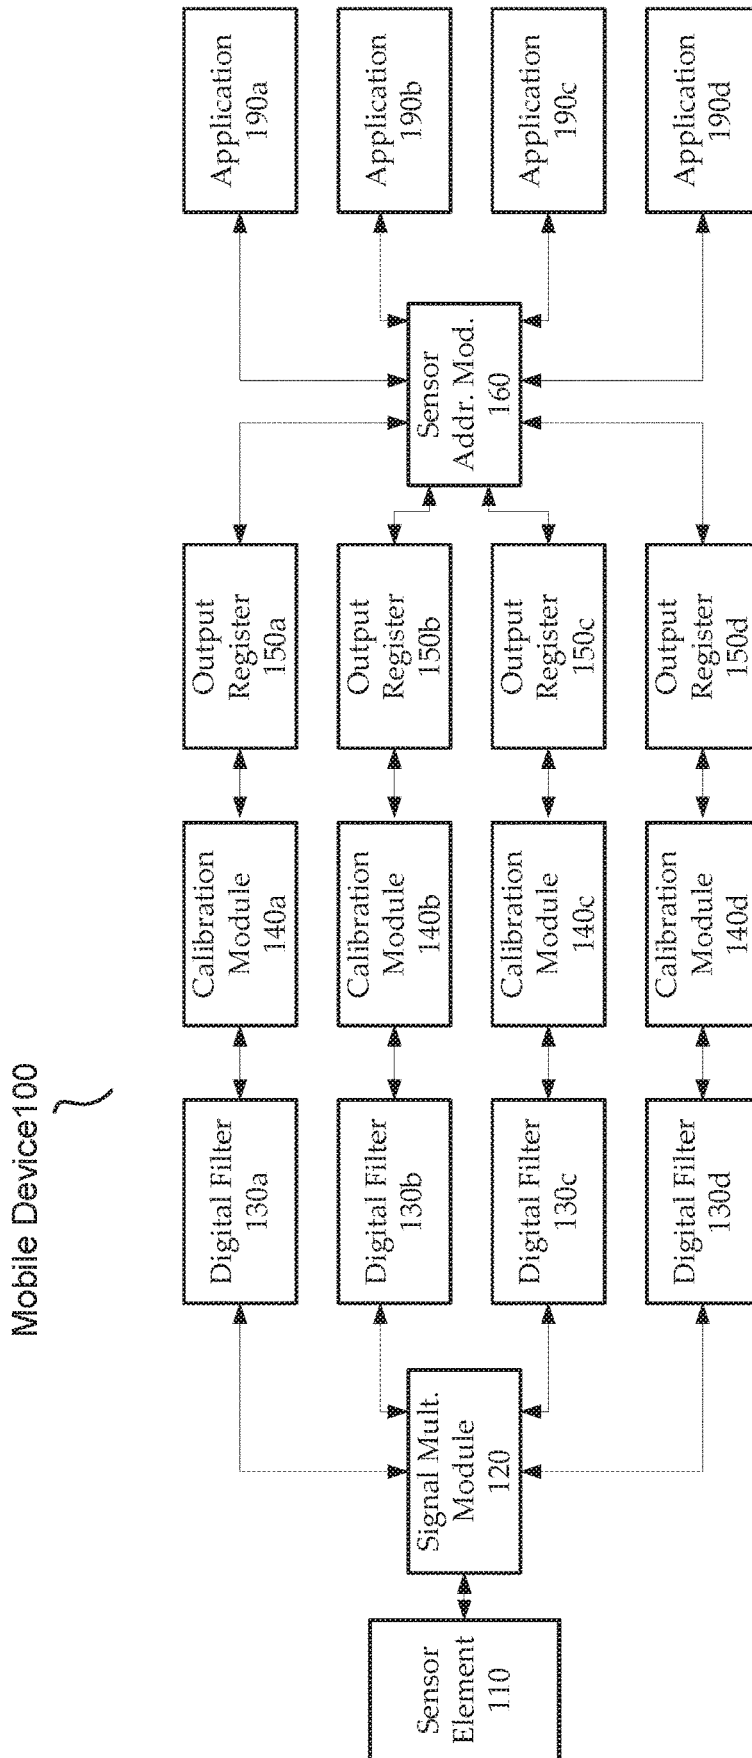 Mobile Device100
Sensor
Element
110
Signal Mult.
Module
120
Digital Filter
130a
Digital Filter
130b
Digital Filter
130c
Digital Filter
130d
Calibration
Module
140a
Calibration
Module
140b
Calibration
Module
140c
Calibration
Module
140d
Output
Register
150a
Output
Register
150b
Output
Register
150c
Output
Register
150d
Sensor
Addr. Mod.
160
Application
190a
Application
190b
Application
190c
Application
190d